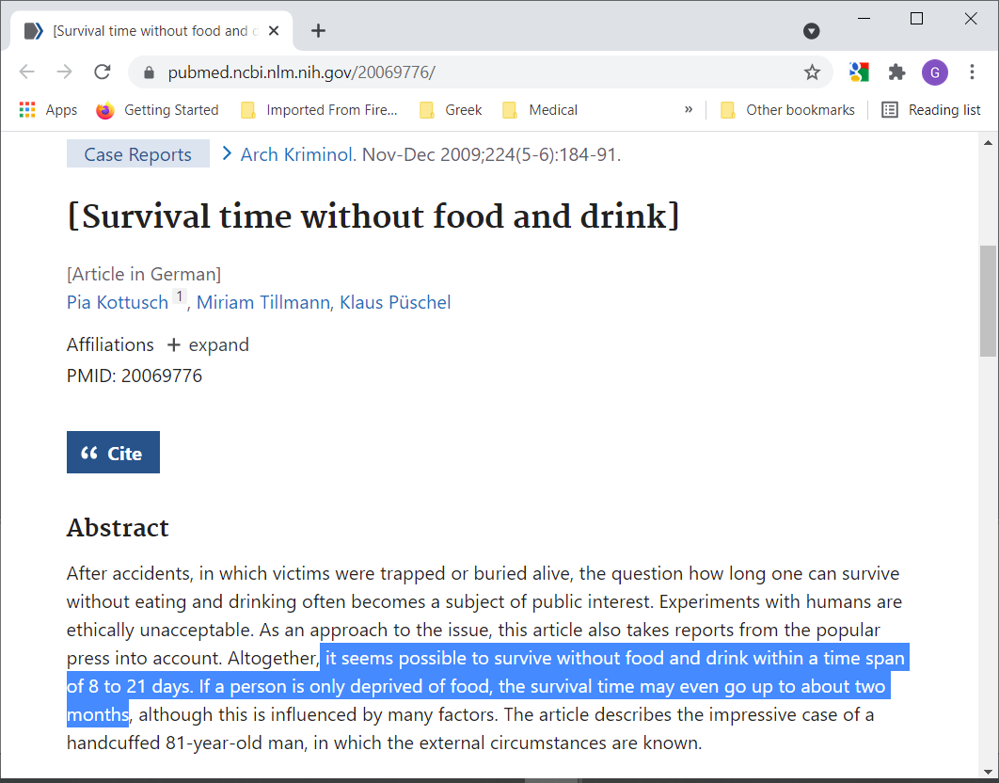 [Survival time without food and
pubmed.ncbi.nlm.nih.gov/20069776/
G
Apps Getting Started Imported From Fire... Greek Medical » Other bookmarks Reading list
Case Reports > Arch Kriminol. Nov-Dec 2009;224(5-6):184-91.
[Survival time without food and drink]
[Article in German]
Pia Kottusch 1, Miriam Tillmann, Klaus Püschel
Affiliations + expand
PMID: 20069776
Cite
Abstract
After accidents, in which victims were trapped or buried alive, the question how long one can survive
without eating and drinking often becomes a subject of public interest. Experiments with humans are
ethically unacceptable. As an approach to the issue, this article also takes reports from the popular
press into account. Altogether, it seems possible to survive without food and drink within a time span
of 8 to 21 days. If a person is only deprived of food, the survival time may even go up to about two
months, although this is influenced by many factors. The article describes the impressive case of a
handcuffed 81-year-old man, in which the external circumstances are known.